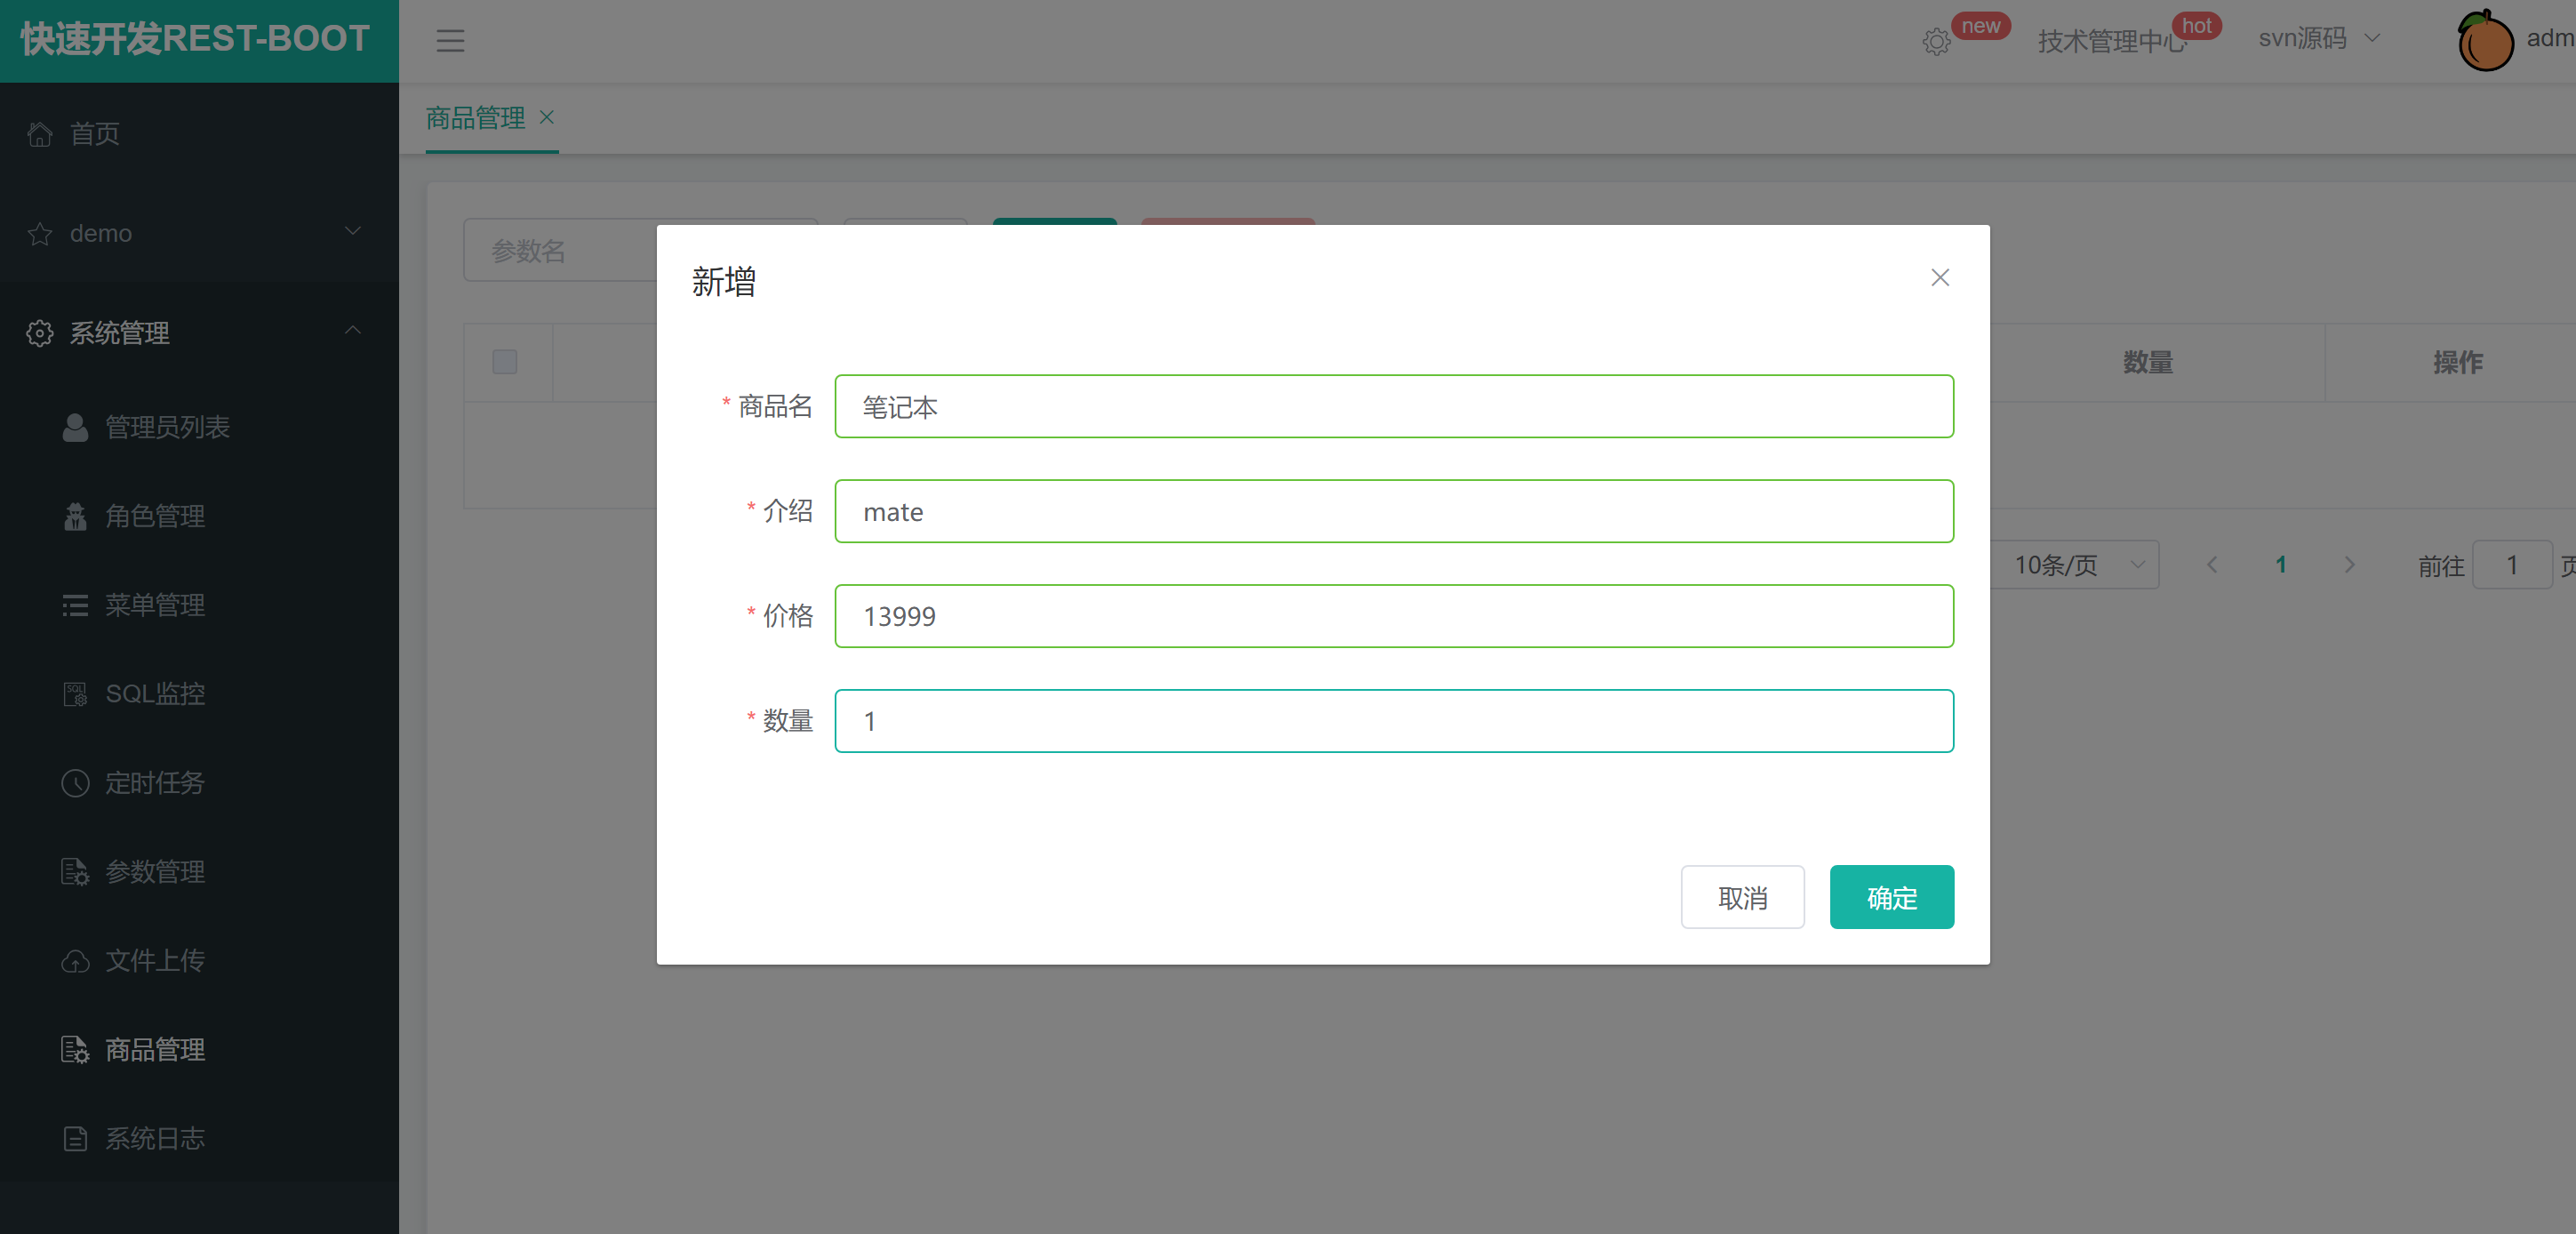 快速开发REST-BOOT
new
技术管理中心
hot
svn源码
adm
首页
demo
系统管理
管理员列表
角色管理
菜单管理
SQL监控
定时任务
参数管理
文件上传
商品管理
系统日志
商品管理
参数名
数量
操作
10条/页
1
前往
1
页
新增
* 商品名
笔记本
* 介绍
mate
* 价格
13999
* 数量
1
取消
确定